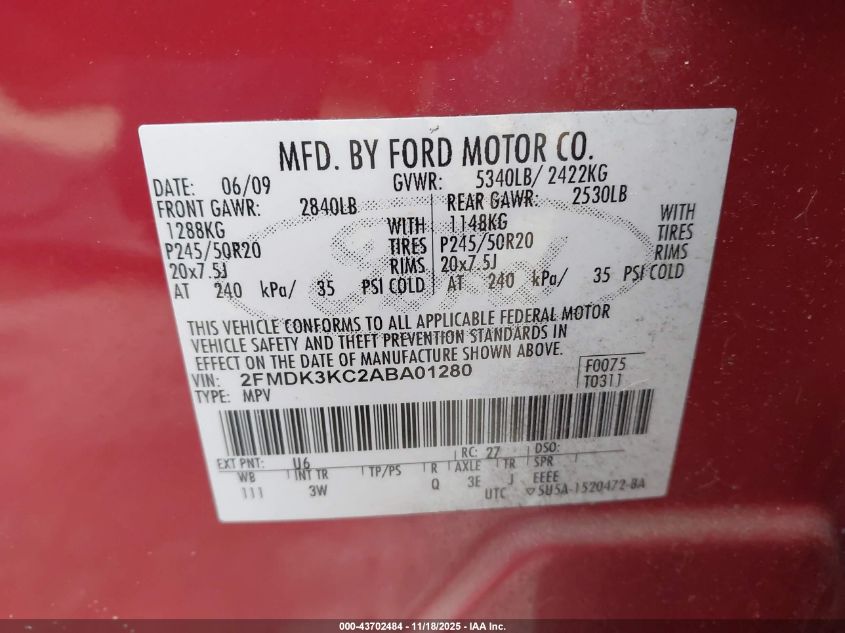 MFD. BY FORD MOTOR CO.
DATE: 06/09 GVWR: 5340LB/ 2422KG
FRONT GAWR: 2840LB REAR GAWR: 2530LB
1288KG WITH 1148KG WITH
P245/50R20 TIRES P245/50R20 TIRES
20x7.5J RIMS 20x7.5J RIMS
AT 240 kPa/ 35 PSI COLD AT 240 kPa/ 35 PSI COLD
THIS VEHICLE CONFORMS TO ALL APPLICABLE FEDERAL MOTOR
VEHICLE SAFETY AND THEFT PREVENTION STANDARDS IN
EFFECT ON THE DATE OF MANUFACTURE SHOWN ABOVE.
VIN: 2FMDK3KC2ABA01280 F0075
TYPE: MPV T0311
EXT PNT: U6 RC: 27 DSO:
WB INT TR TP/PS R AXLE TR SPR
111 3W Q 3E J EEEE
UTC ▽5U5A-1520472-BA
000-43702484 - 11/18/2025 - IAA Inc.